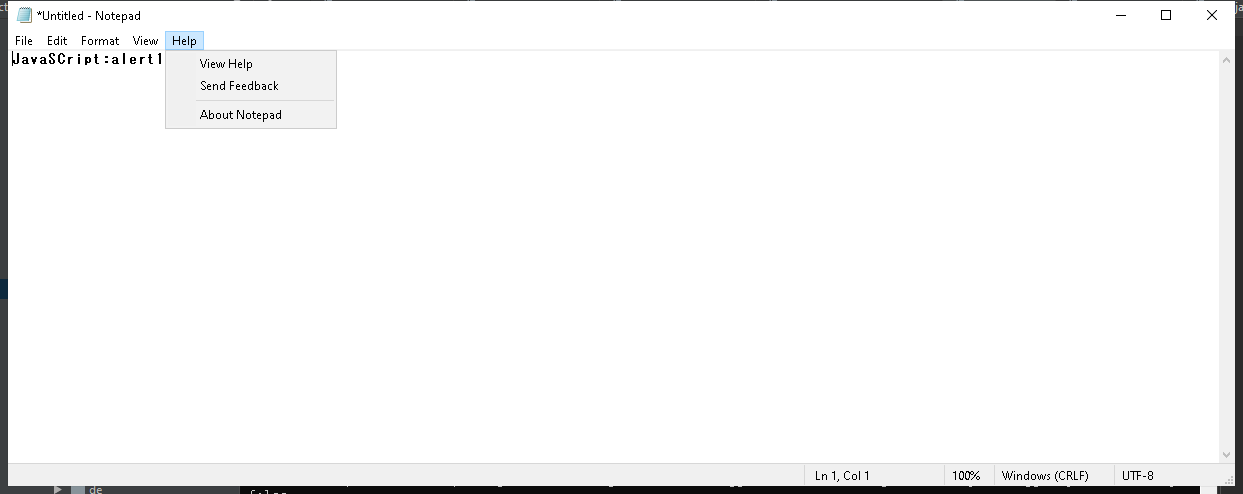 *Untitled - Notepad
File Edit Format View Help
JavaSCript:alert1
View Help
Send Feedback
About Notepad
Ln 1, Col 1 100% Windows (CRLF) UTF-8
de